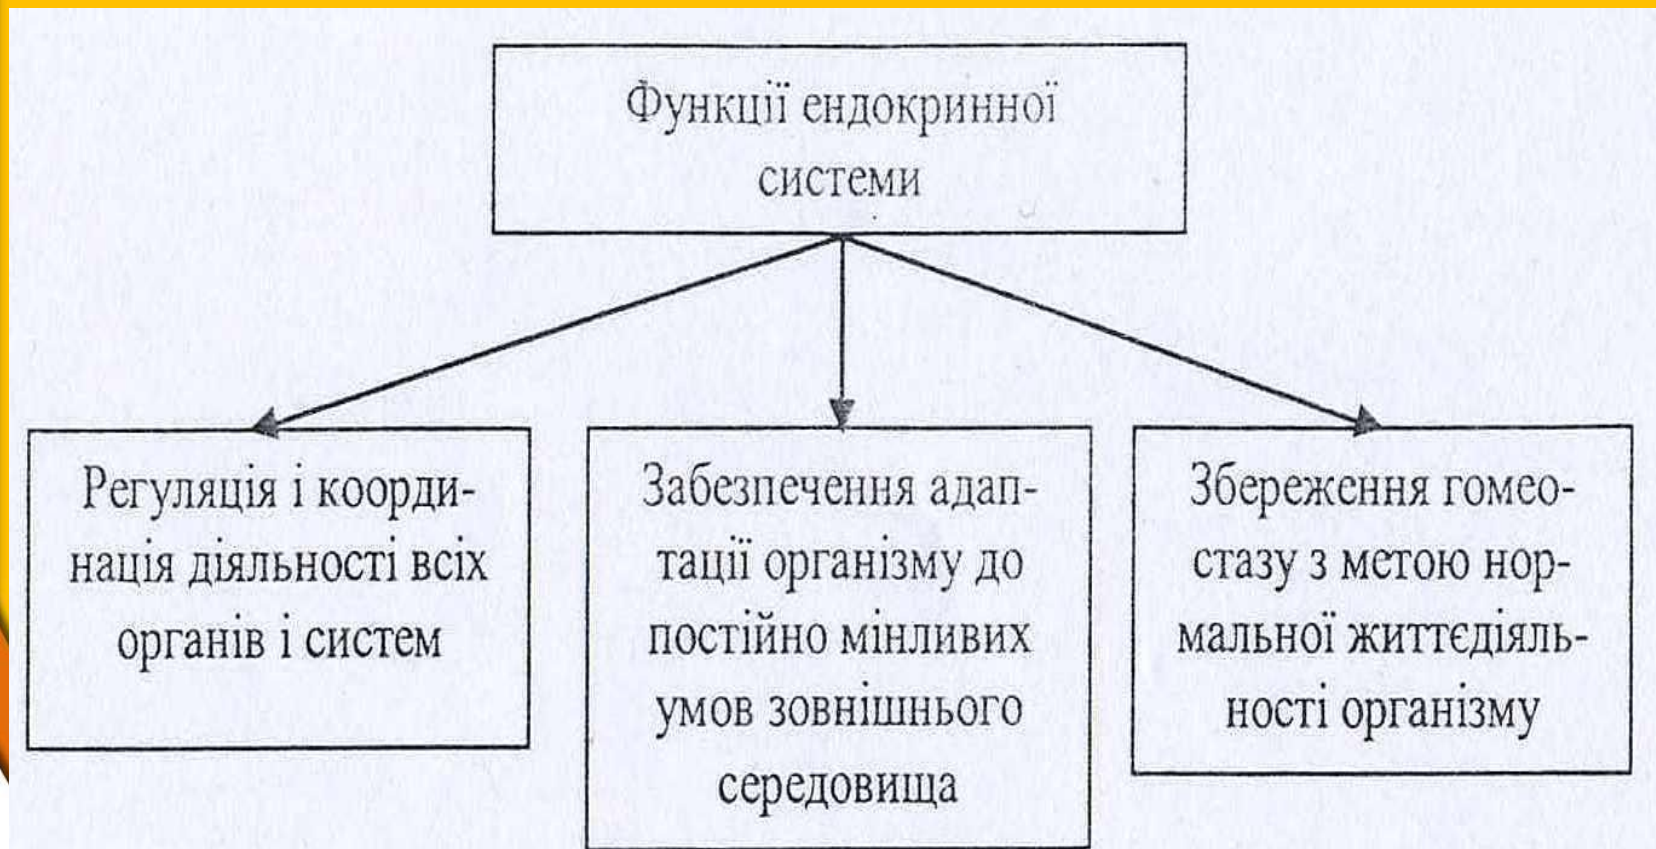 Функції ендокринної
системи
Регуляція і коорди-
нація діяльності всіх
органів і систем
Забезпечення адап-
тації організму до
постійно мінливих
умов зовнішнього
середовища
Збереження гомео-
стазу з метою нор-
мальної життєдіяль-
ності організму